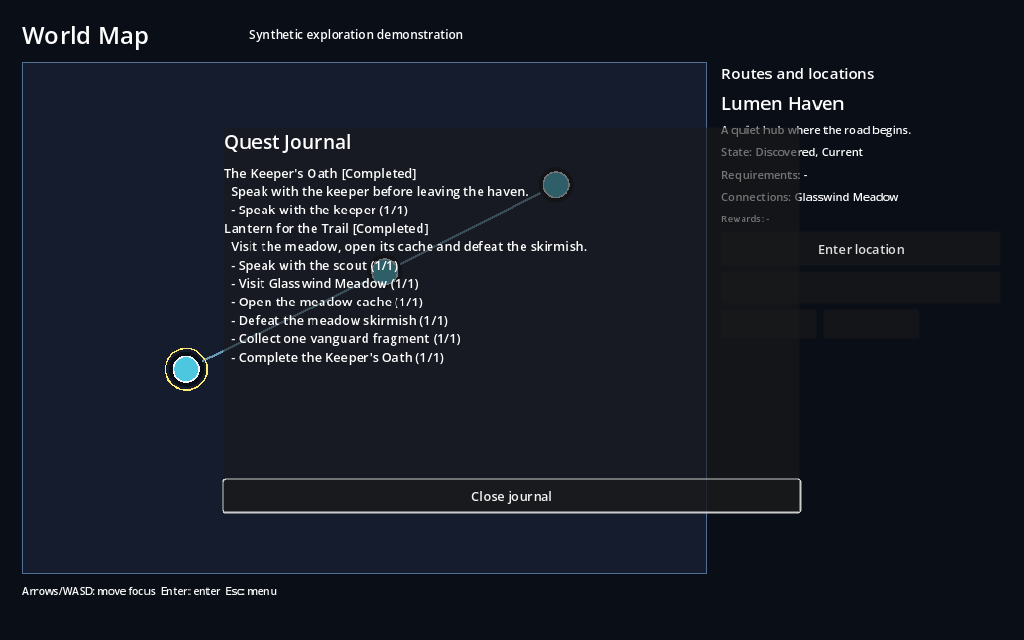 World Map
Synthetic exploration demonstration
Routes and locations
Lumen Haven
A quiet hub where the road begins.
State: Discovered, Current
Requirements: -
Connections: Glasswind Meadow
Rewards: -
Enter location
Quest Journal
The Keeper's Oath [Completed]
Speak with the keeper before leaving the haven.
- Speak with the keeper (1/1)
Lantern for the Trail [Completed]
Visit the meadow, open its cache and defeat the skirmish.
- Speak with the scout (1/1)
- Visit Glasswind Meadow (1/1)
- Open the meadow cache (1/1)
- Defeat the meadow skirmish (1/1)
- Collect one vanguard fragment (1/1)
- Complete the Keeper's Oath (1/1)
Close journal
Arrows/WASD: move focus Enter: enter Esc: menu